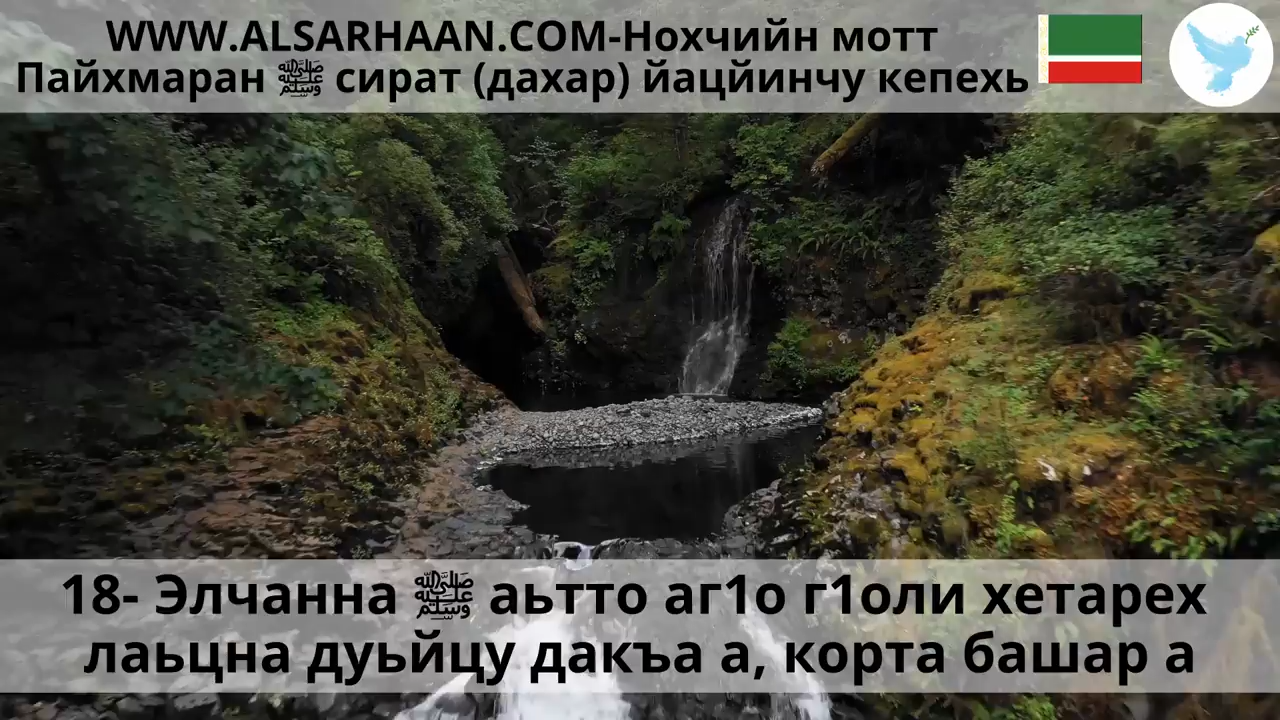 WWW.ALSARHAAN.COM-Нохчийн мотт
Пайхмаран ﷺ сират (дахар) йацйинчу кепехь
18- Элчанна ﷺ аьтто аг1о г1оли хетарех
лаьцна дуьйцу дакъа а, корта башар а